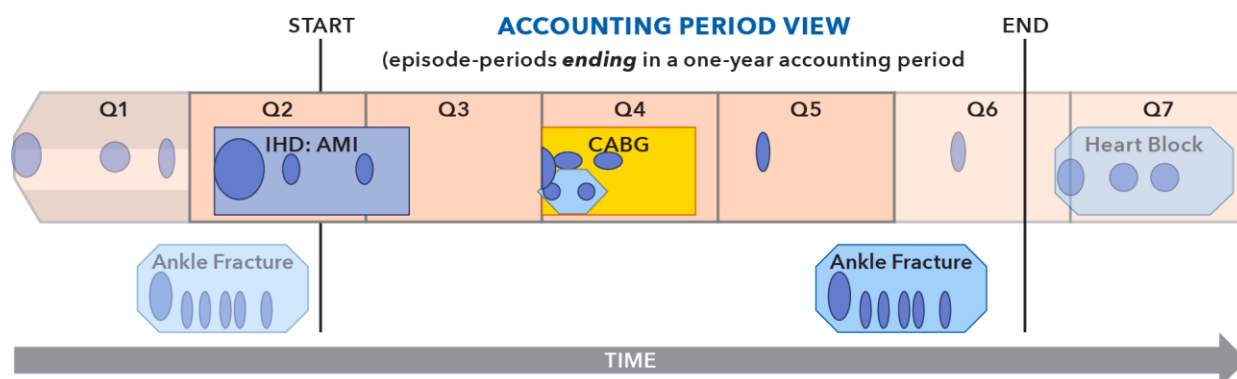 START
ACCOUNTING PERIOD VIEW
END
(episode-periods ending in a one-year accounting period
Q1
Q2
Q3
Q4
Q5
Q6
Q7
IHD: AMI
CABG
Heart Block
Ankle Fracture
Ankle Fracture
TIME